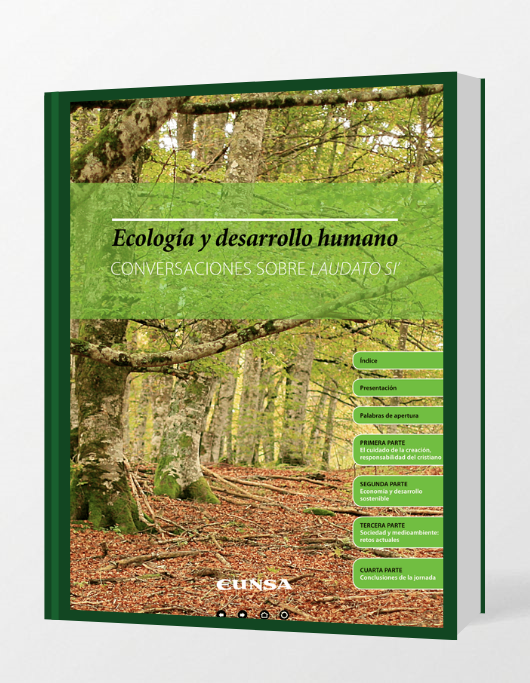 Ecología y desarrollo humano
CONVERSACIONES SOBRE LAUDATO SI’
Índice
Presentación
Palabras de apertura
PRIMERA PARTE
El cuidado de la creación,
responsabilidad del cristiano
SEGUNDA PARTE
Economía y desarrollo
sostenible
TERCERA PARTE
Sociedad y medioambiente:
retos actuales
CUARTA PARTE
Conclusiones de la jornada
EUNSA